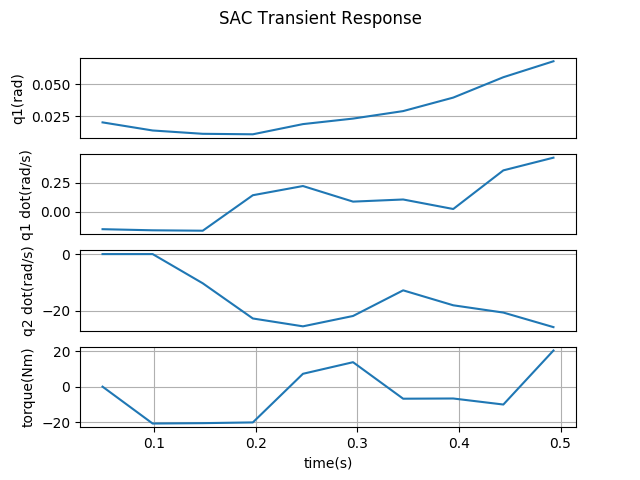 SAC Transient Response
q1(rad)
0.050
0.025
q1 dot(rad/s)
0.25
0.00
q2 dot(rad/s)
0
−20
torque(Nm)
20
0
−20
0.1 0.2 0.3 0.4 0.5
time(s)